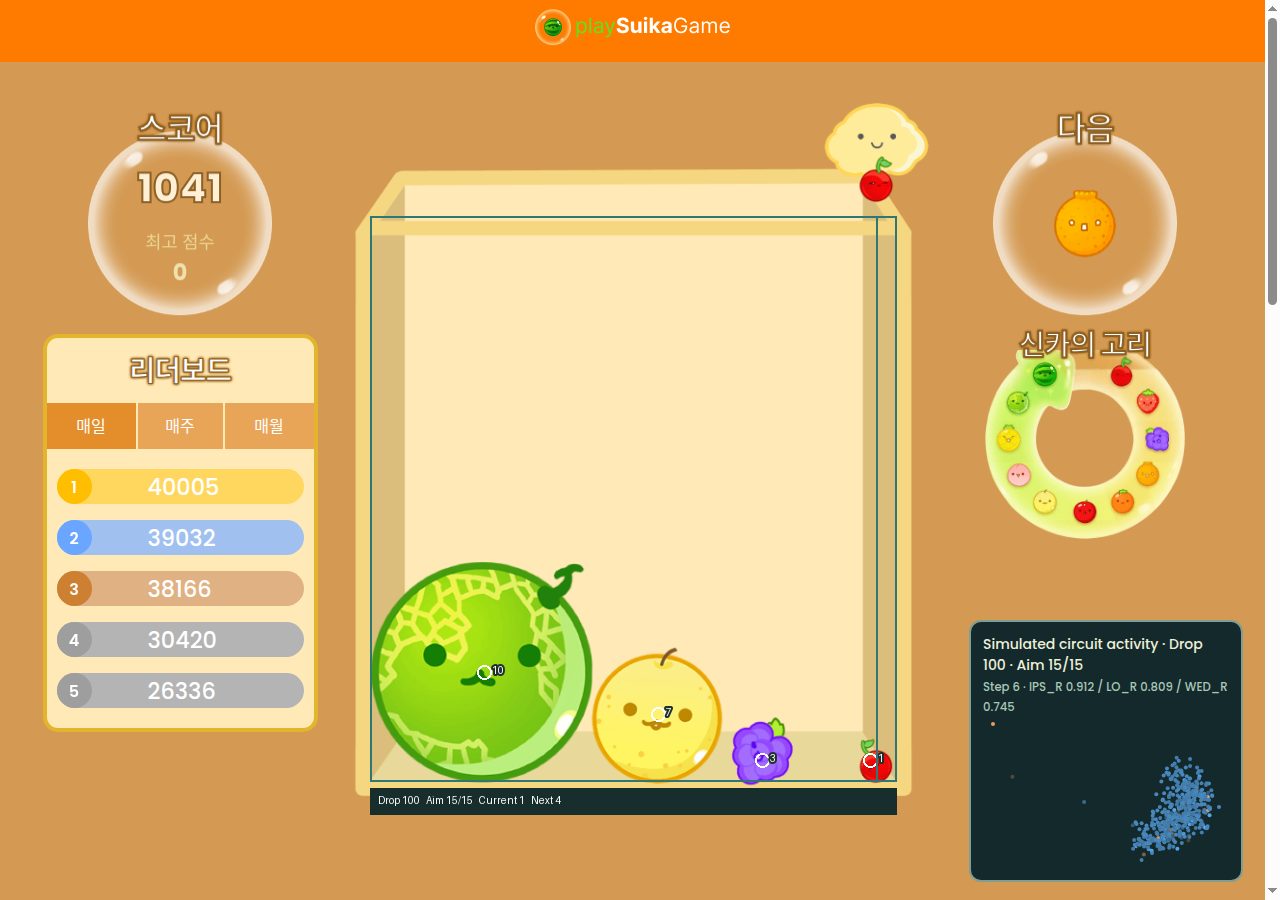 playSuikaGame
스코어
1041
최고 점수
0
다음
리더보드
매일 매주 매월
1 40005
2 39032
3 38166
4 30420
5 26336
신카의 고리
10
7
3
1
Drop 100 Aim 15/15 Current 1 Next 4
Simulated circuit activity · Drop
100 · Aim 15/15
Step 6 · IPS_R 0.912 / LO_R 0.809 / WED_R
0.745